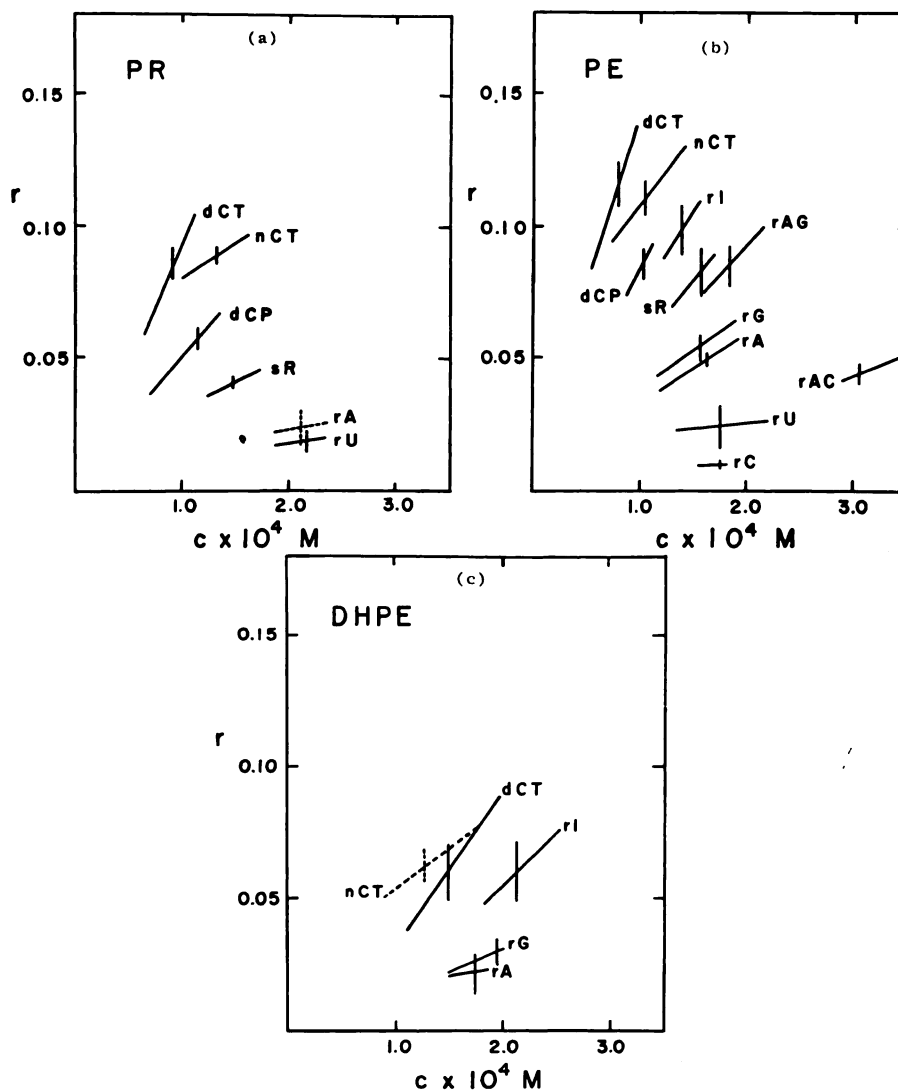 (a)
PR
0.15
0.10
0.05
r
dCT
nCT
dCP
sR
rA
rU
1.0 2.0 3.0
c x 10⁴ M
(b)
PE
0.15
0.10
0.05
r
dCT
nCT
rI
rAG
dCP
sR
rG
rA
rAC
rU
rC
1.0 2.0 3.0
c x 10⁴ M
(c)
DHPE
0.15
0.10
0.05
r
dCT
rI
nCT
rG
rA
1.0 2.0 3.0
c x 10⁴ M